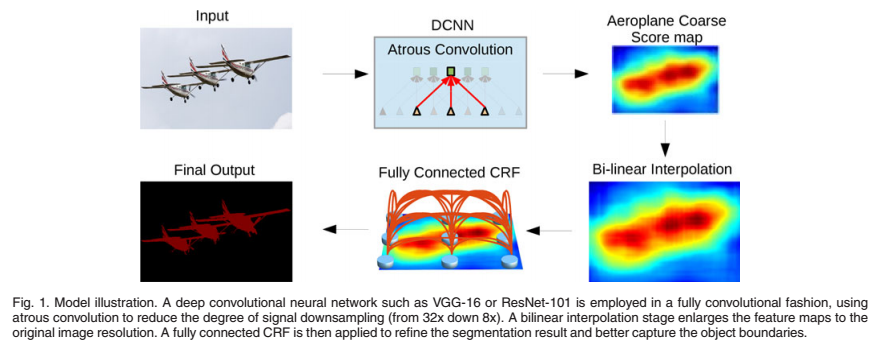 Input
DCNN
Atrous Convolution
Aeroplane Coarse
Score map
Final Output
Fully Connected CRF
Bi-linear Interpolation
Fig. 1. Model illustration. A deep convolutional neural network such as VGG-16 or ResNet-101 is employed in a fully convolutional fashion, using
atrous convolution to reduce the degree of signal downsampling (from 32x down 8x). A bilinear interpolation stage enlarges the feature maps to the
original image resolution. A fully connected CRF is then applied to refine the segmentation result and better capture the object boundaries.